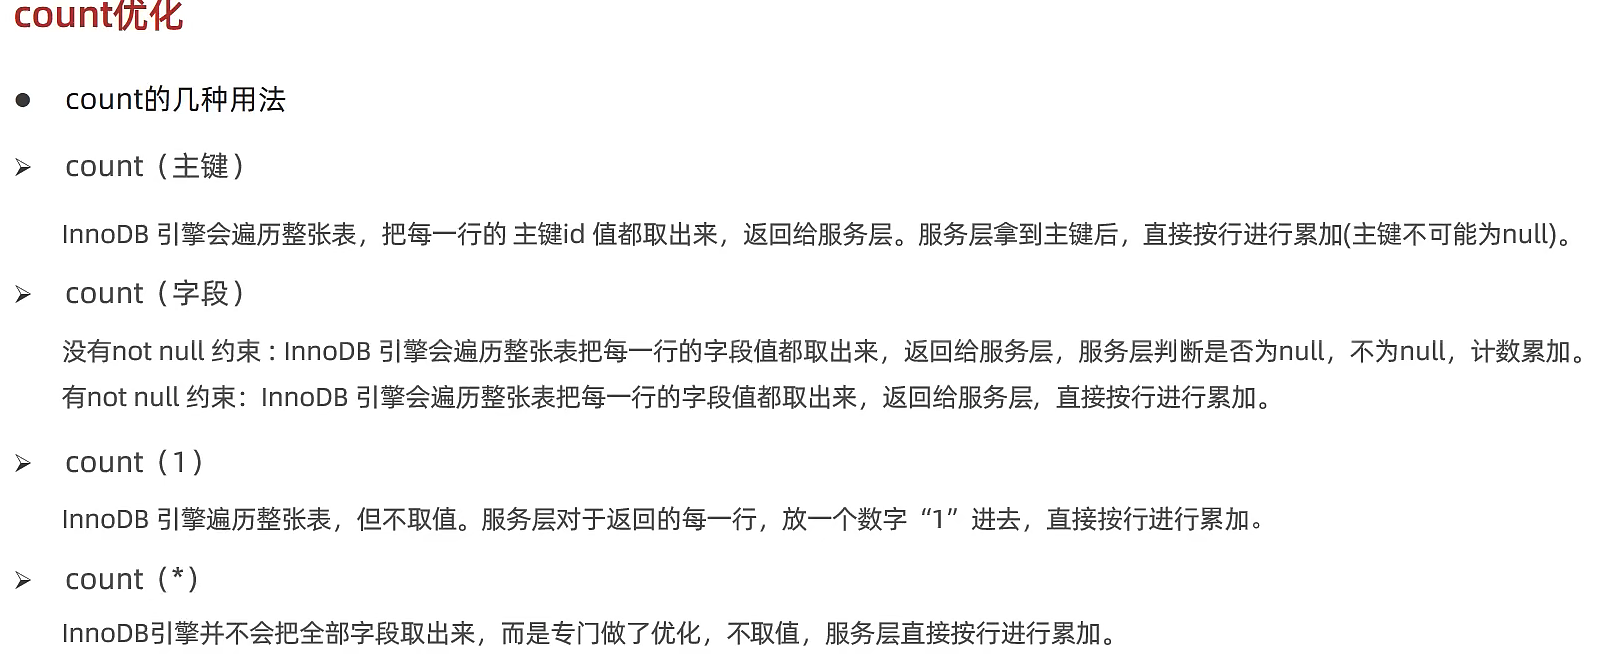 count优化
● count的几种用法
➢ count（主键）
InnoDB 引擎会遍历整张表，把每一行的 主键id 值都取出来，返回给服务层。服务层拿到主键后，直接按行进行累加(主键不可能为null)。
➢ count（字段）
没有not null 约束 : InnoDB 引擎会遍历整张表把每一行的字段值都取出来，返回给服务层，服务层判断是否为null，不为null，计数累加。
有not null 约束：InnoDB 引擎会遍历整张表把每一行的字段值都取出来，返回给服务层, 直接按行进行累加。
➢ count（1）
InnoDB 引擎遍历整张表，但不取值。服务层对于返回的每一行，放一个数字“1”进去，直接按行进行累加。
➢ count（*）
InnoDB引擎并不会把全部字段取出来，而是专门做了优化，不取值，服务层直接按行进行累加。